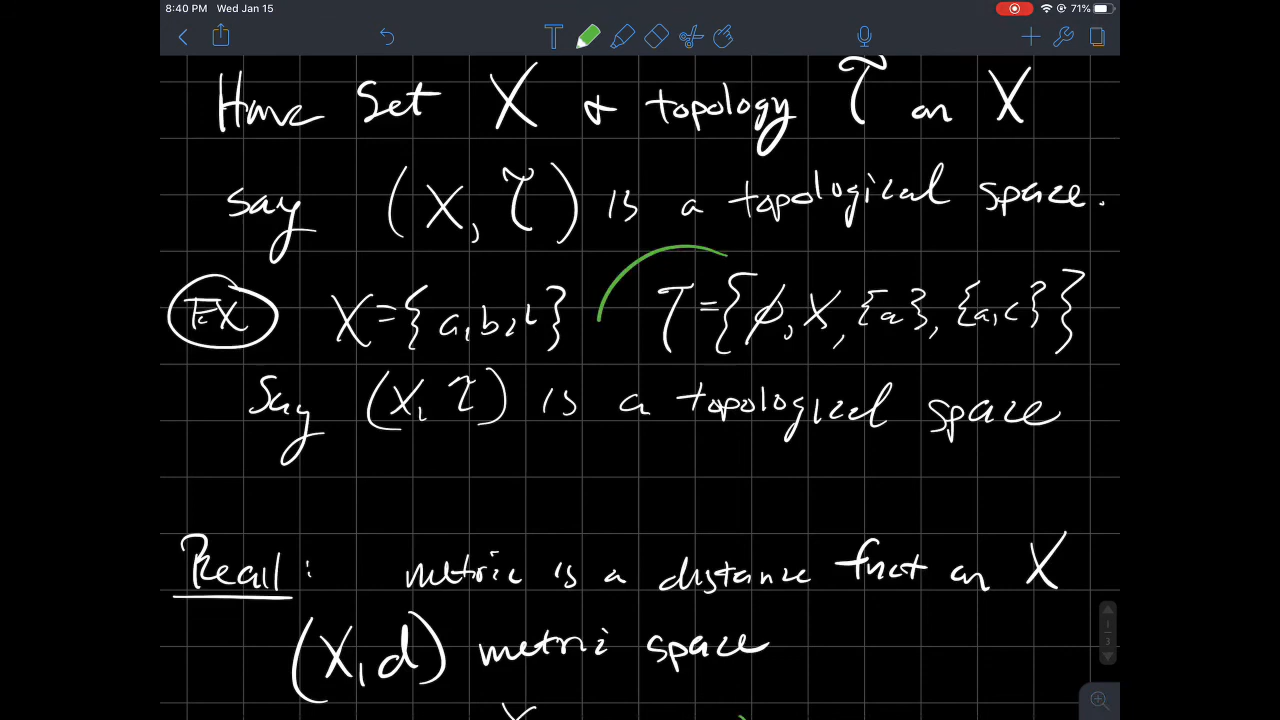 8:40 PM Wed Jan 15 71%
Have Set X & topology 𝒯 on X
say (X, 𝒯) is a topological space.
EX X = {a, b, c} 𝒯 = {φ, X, {a}, {a, c}}
Say (X, 𝒯) is a topological space
Recall: metric is a distance funct on X
(X, d) metric space
X